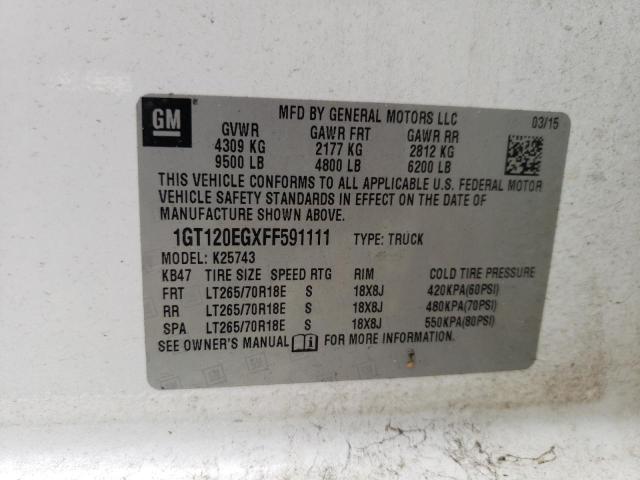 GM MFD BY GENERAL MOTORS LLC 03/15
GVWR GAWR FRT GAWR RR
4309 KG 2177 KG 2812 KG
9500 LB 4800 LB 6200 LB
THIS VEHICLE CONFORMS TO ALL APPLICABLE U.S. FEDERAL MOTOR
VEHICLE SAFETY STANDARDS IN EFFECT ON THE DATE OF
MANUFACTURE SHOWN ABOVE.
1GT120EGXFF591111 TYPE: TRUCK
MODEL: K25743
KB47 TIRE SIZE SPEED RTG RIM COLD TIRE PRESSURE
FRT LT265/70R18E S 18X8J 420KPA(60PSI)
RR LT265/70R18E S 18X8J 480KPA(70PSI)
SPA LT265/70R18E S 18X8J 550KPA(80PSI)
SEE OWNER'S MANUAL FOR MORE INFORMATION.